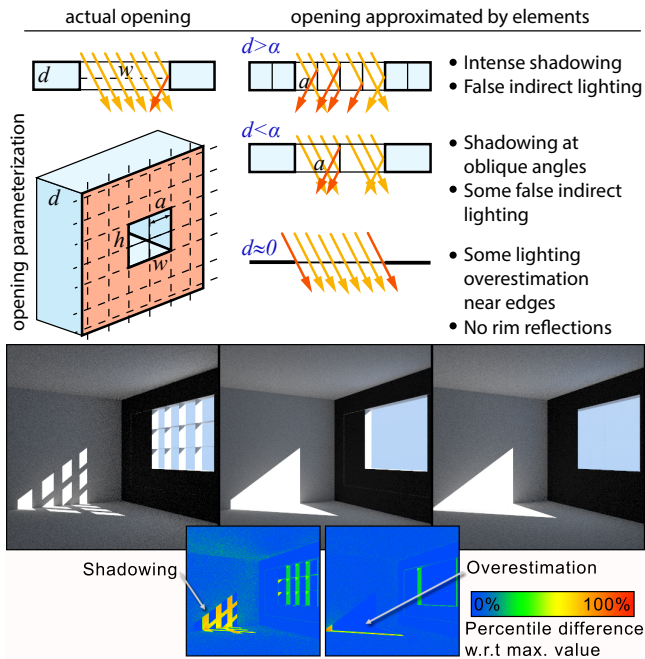 actual opening
opening approximated by elements
d
w
d>α
a
• Intense shadowing
• False indirect lighting
opening parameterization
d
a
h
w
d<α
a
• Shadowing at
oblique angles
• Some false indirect
lighting
d≈0
• Some lighting
overestimation
near edges
• No rim reflections
Shadowing
Overestimation
0%
100%
Percentile difference
w.r.t max. value